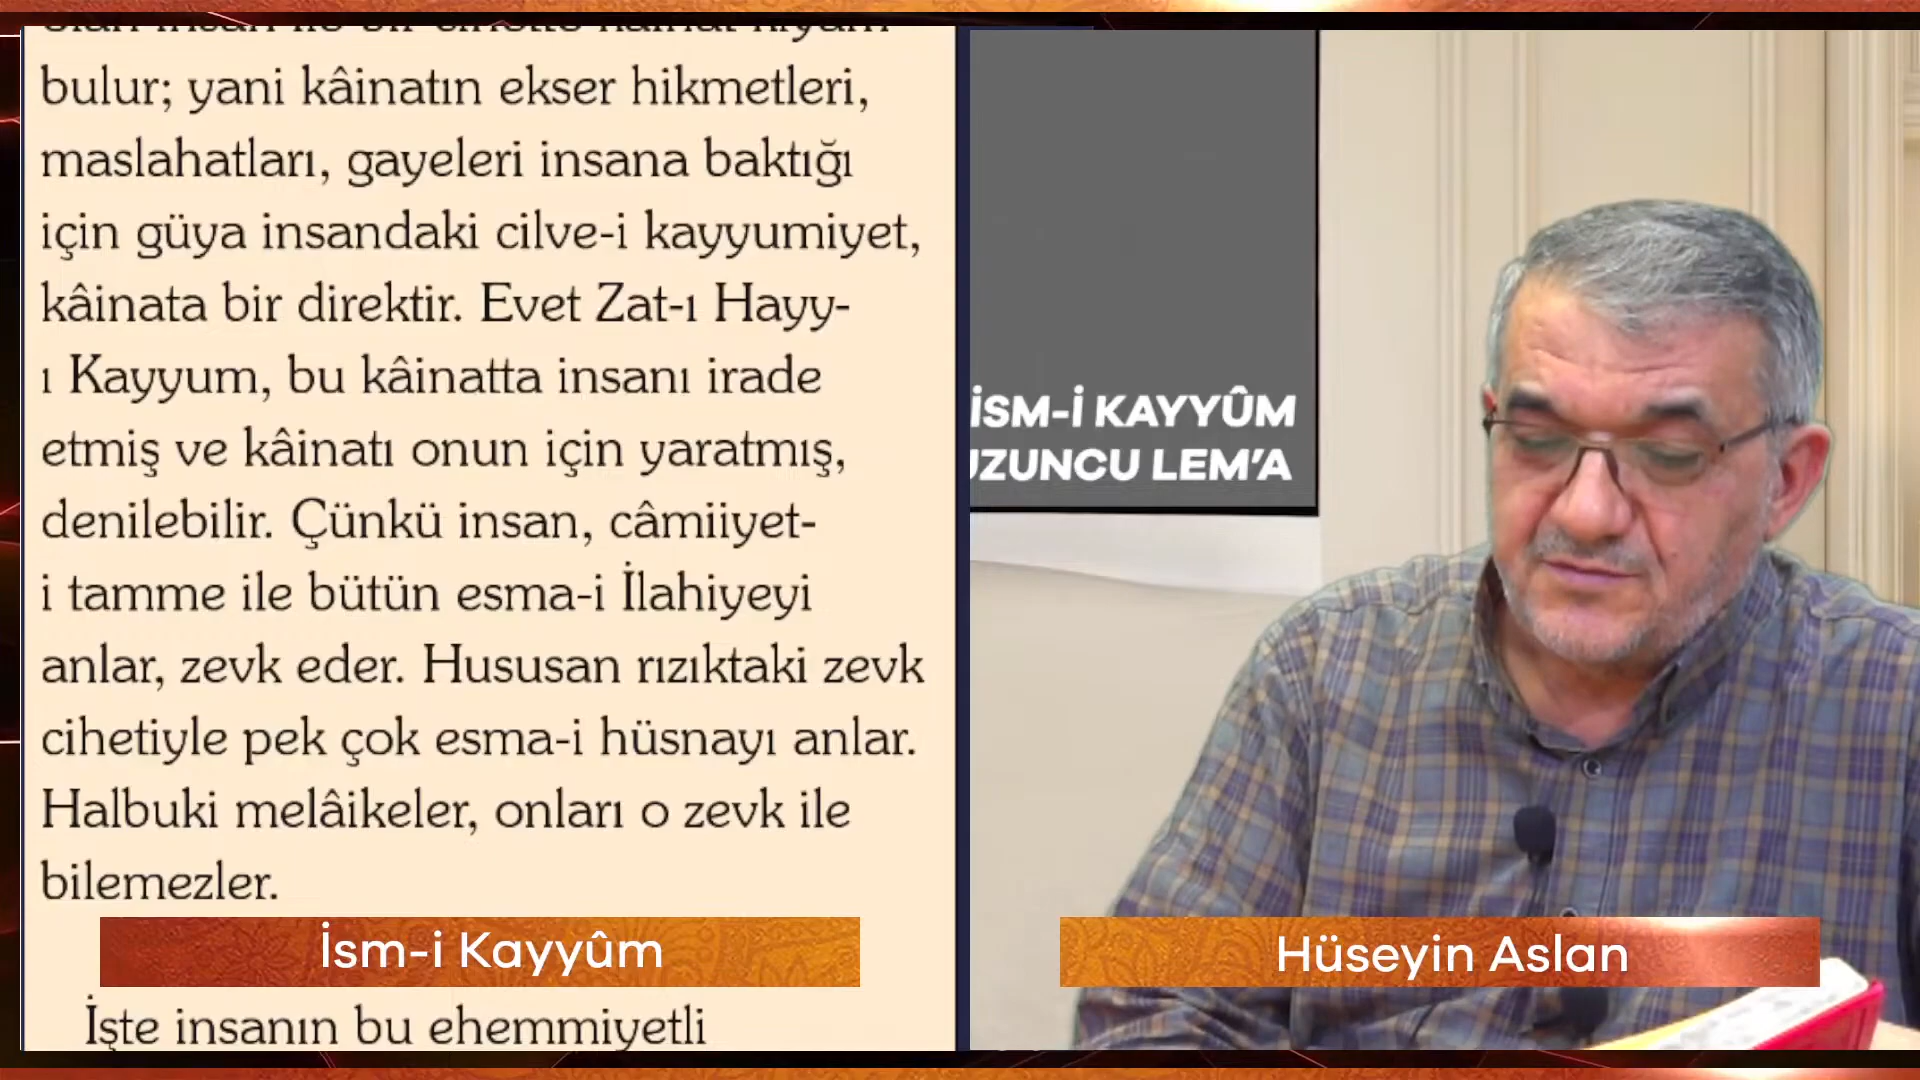 bulur; yani kâinatın ekser hikmetleri,
maslahatları, gayeleri insana baktığı
için güya insandaki cilve-i kayyumiyet,
kâinata bir direktir. Evet Zat-ı Hayy-
ı Kayyum, bu kâinatta insanı irade
etmiş ve kâinatı onun için yaratmış,
denilebilir. Çünkü insan, câmiiyet-
i tamme ile bütün esma-i İlahiyeyi
anlar, zevk eder. Hususan rızıktaki zevk
cihetiyle pek çok esma-i hüsnayı anlar.
Halbuki melâikeler, onları o zevk ile
bilemezler.
İşte insanın bu ehemmiyetli
İsm-i Kayyûm
İSM-İ KAYYÛM
UZUNCU LEM'A
Hüseyin Aslan